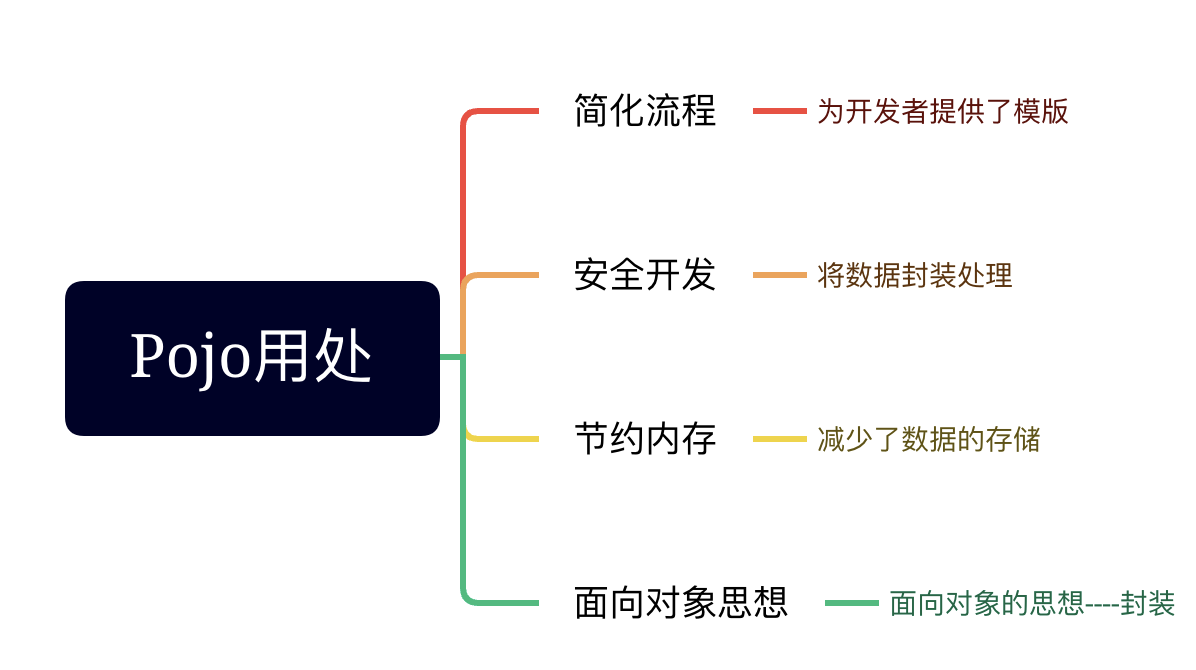 简化流程
为开发者提供了模版
安全开发
将数据封装处理
Pojo用处
节约内存
减少了数据的存储
面向对象思想
面向对象的思想----封装